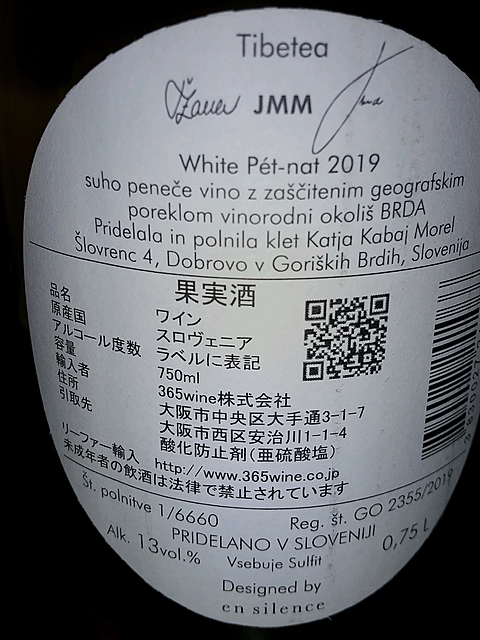 Tibetea
JMM
White Pét-nat 2019
suho peneče vino z zaščitenim geografskim
poreklom vinorodni okoliš BRDA
Pridelala in polnila klet Katja Kabaj Morel
Šlovrenc 4, Dobrovo v Goriških Brdih, Slovenija
果実酒
品名 ワイン
原産国 スロヴェニア
アルコール度数 ラベルに表記
容量 750ml
輸入者 365wine株式会社
住所 大阪市中央区大手通3-1-7
引取先 大阪市西区安治川1-1-4
酸化防止剤(亜硫酸塩)
リーファー輸入 http://www.365wine.co.jp
未成年者の飲酒は法律で禁止されています
Št. polnitve 1/6660 Reg. št. GO 2355/2019
PRIDELANO V SLOVENIJI
Alk. 13vol.% Vsebuje Sulfit 0,75 L
Designed by
en silence